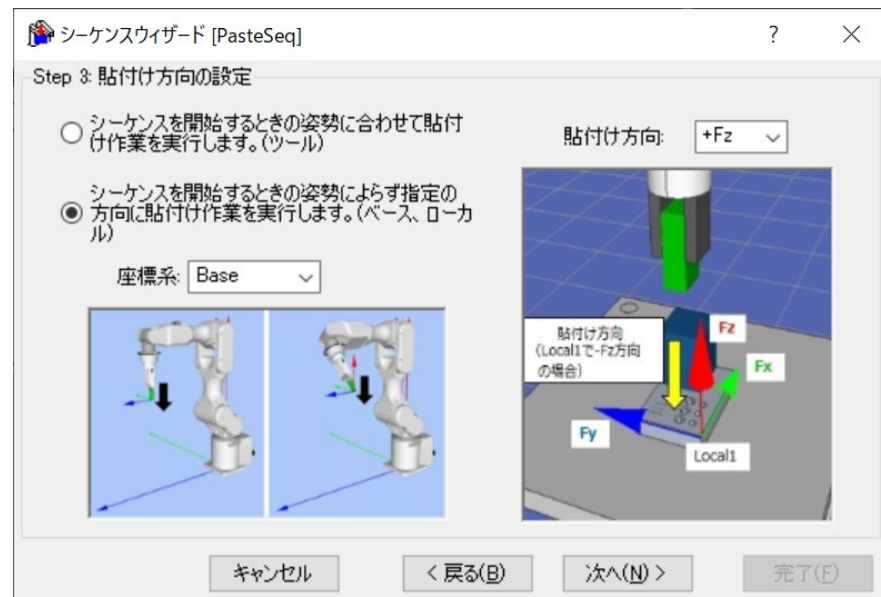 シーケンスウィザード [PasteSeq]
?
Step 3: 貼付け方向の設定
シーケンスを開始するときの姿勢に合わせて貼付
け作業を実行します。(ツール)
シーケンスを開始するときの姿勢によらず指定の
方向に貼付け作業を実行します。(ベース、ローカ
ル)
座標系: Base
貼付け方向: +Fz
貼付け方向
(Local1で-Fz方向
の場合)
Fz
Fx
Fy
Local1
キャンセル
< 戻る(B)
次へ(N) >
完了(F)